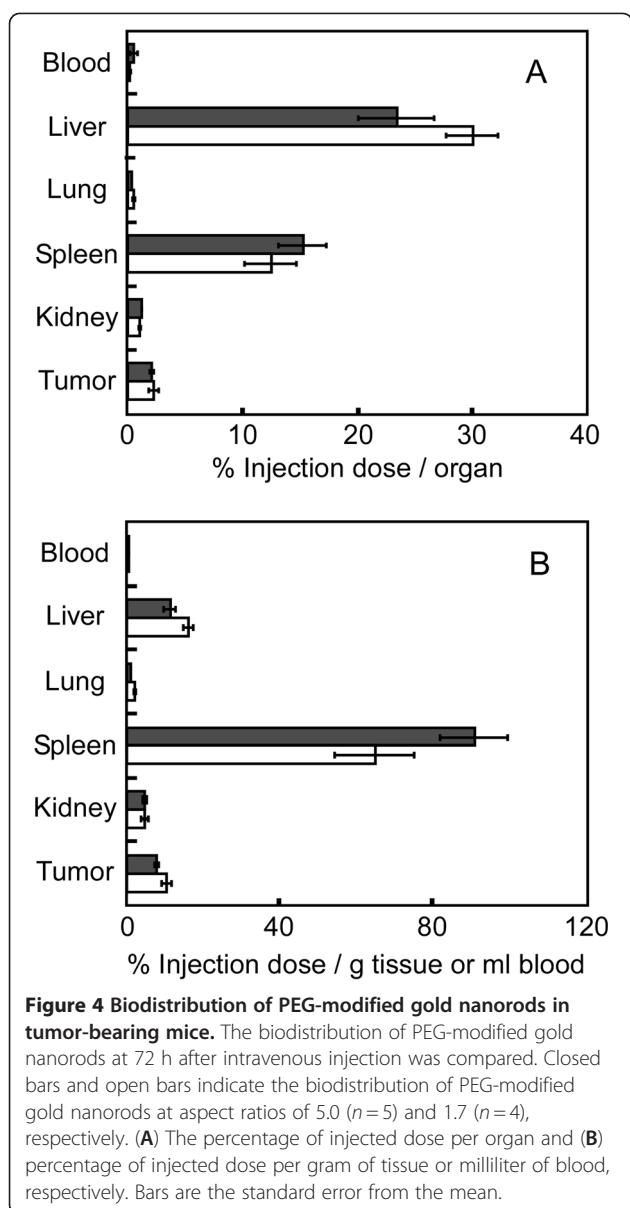 A
Blood
Liver
Lung
Spleen
Kidney
Tumor
0 10 20 30 40
% Injection dose / organ
B
Blood
Liver
Lung
Spleen
Kidney
Tumor
0 40 80 120
% Injection dose / g tissue or ml blood
Figure 4 Biodistribution of PEG-modified gold nanorods in
tumor-bearing mice. The biodistribution of PEG-modified gold
nanorods at 72 h after intravenous injection was compared. Closed
bars and open bars indicate the biodistribution of PEG-modified
gold nanorods at aspect ratios of 5.0 (n = 5) and 1.7 (n = 4),
respectively. (A) The percentage of injected dose per organ and (B)
percentage of injected dose per gram of tissue or milliliter of blood,
respectively. Bars are the standard error from the mean.